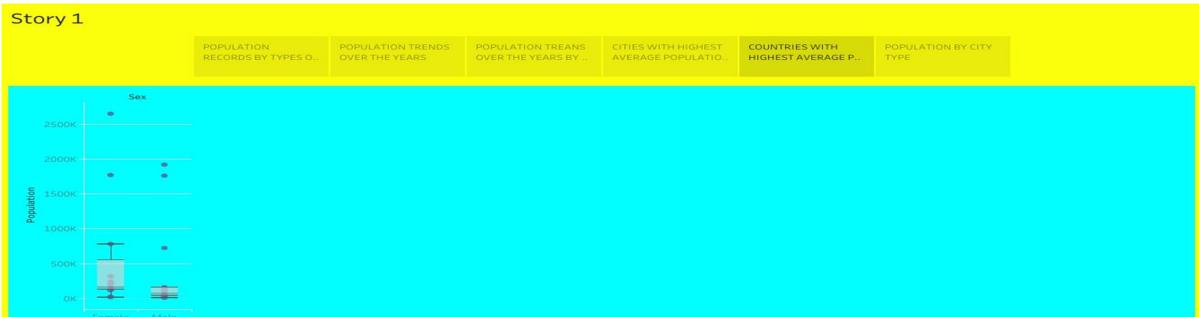 Story 1
POPULATION
RECORDS BY TYPES O..
POPULATION TRENDS
OVER THE YEARS
POPULATION TREANS
OVER THE YEARS BY ..
CITIES WITH HIGHEST
AVERAGE POPULATIO..
COUNTRIES WITH
HIGHEST AVERAGE P..
POPULATION BY CITY
TYPE
Sex
2500K
2000K
1500K
1000K
500K
0K
Population
Female Male